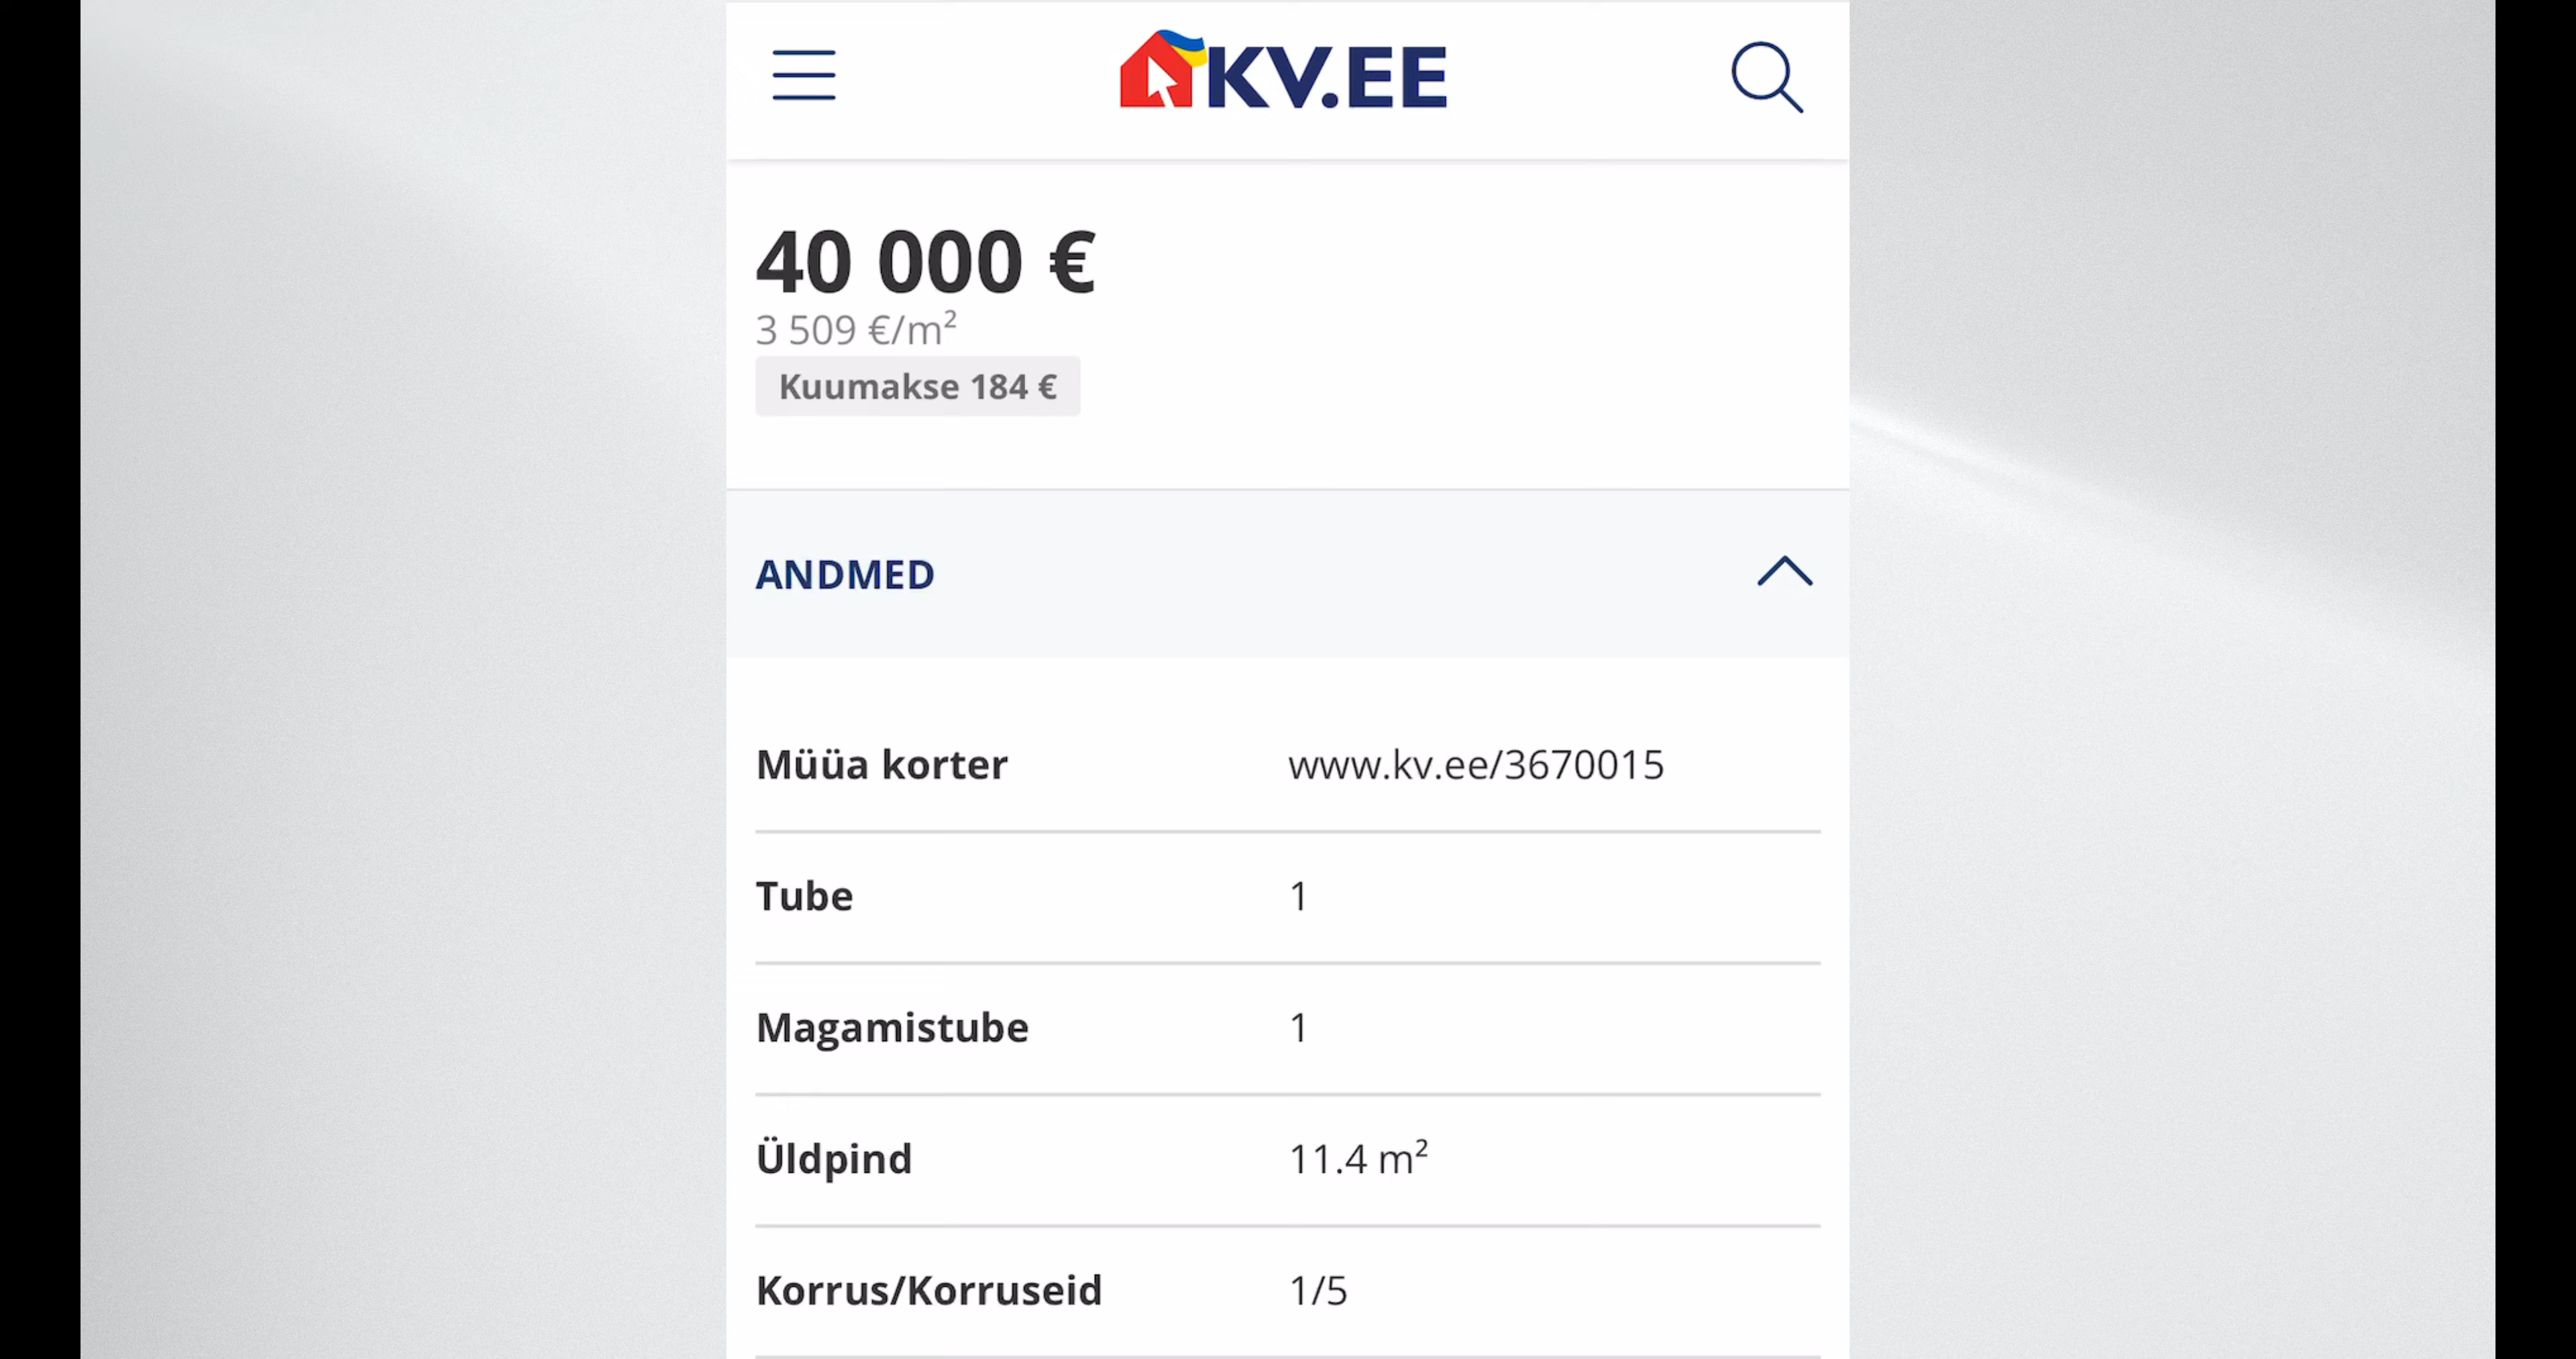 KV.EE
40 000 €
3 509 €/m²
Kuumakse 184 €
ANDMED
Müüa korter www.kv.ee/3670015
Tube 1
Magamistube 1
Üldpind 11.4 m²
Korrus/Korruseid 1/5